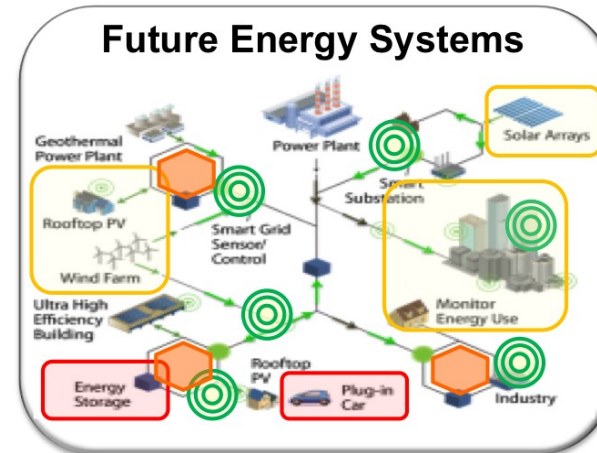 Future Energy Systems
Geothermal
Power Plant
Power Plant
Solar Arrays
Smart
Substation
Rooftop PV
Smart Grid
Sensor/
Control
Wind Farm
Ultra High
Efficiency
Building
Monitor
Energy Use
Rooftop
PV
Energy
Storage
Plug-in
Car
Industry